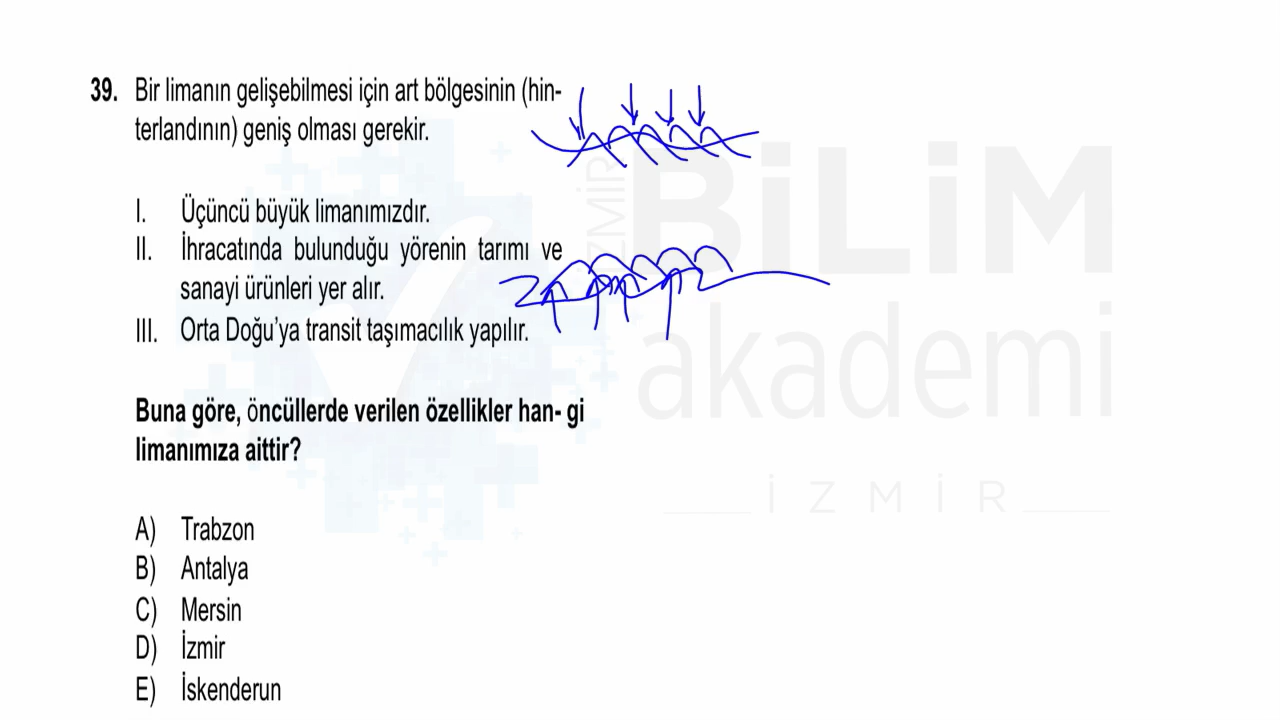 39. Bir limanın gelişebilmesi için art bölgesinin (hin-
terlandının) geniş olması gerekir.
I. Üçüncü büyük limanımızdır.
II. İhracatında bulunduğu yörenin tarımı ve
sanayi ürünleri yer alır.
III. Orta Doğu'ya transit taşımacılık yapılır.
Buna göre, öncüllerde verilen özellikler han- gi
limanımıza aittir?
A) Trabzon
B) Antalya
C) Mersin
D) İzmir
E) İskenderun
İZMİR
BiLiM
akademi
İZMİR